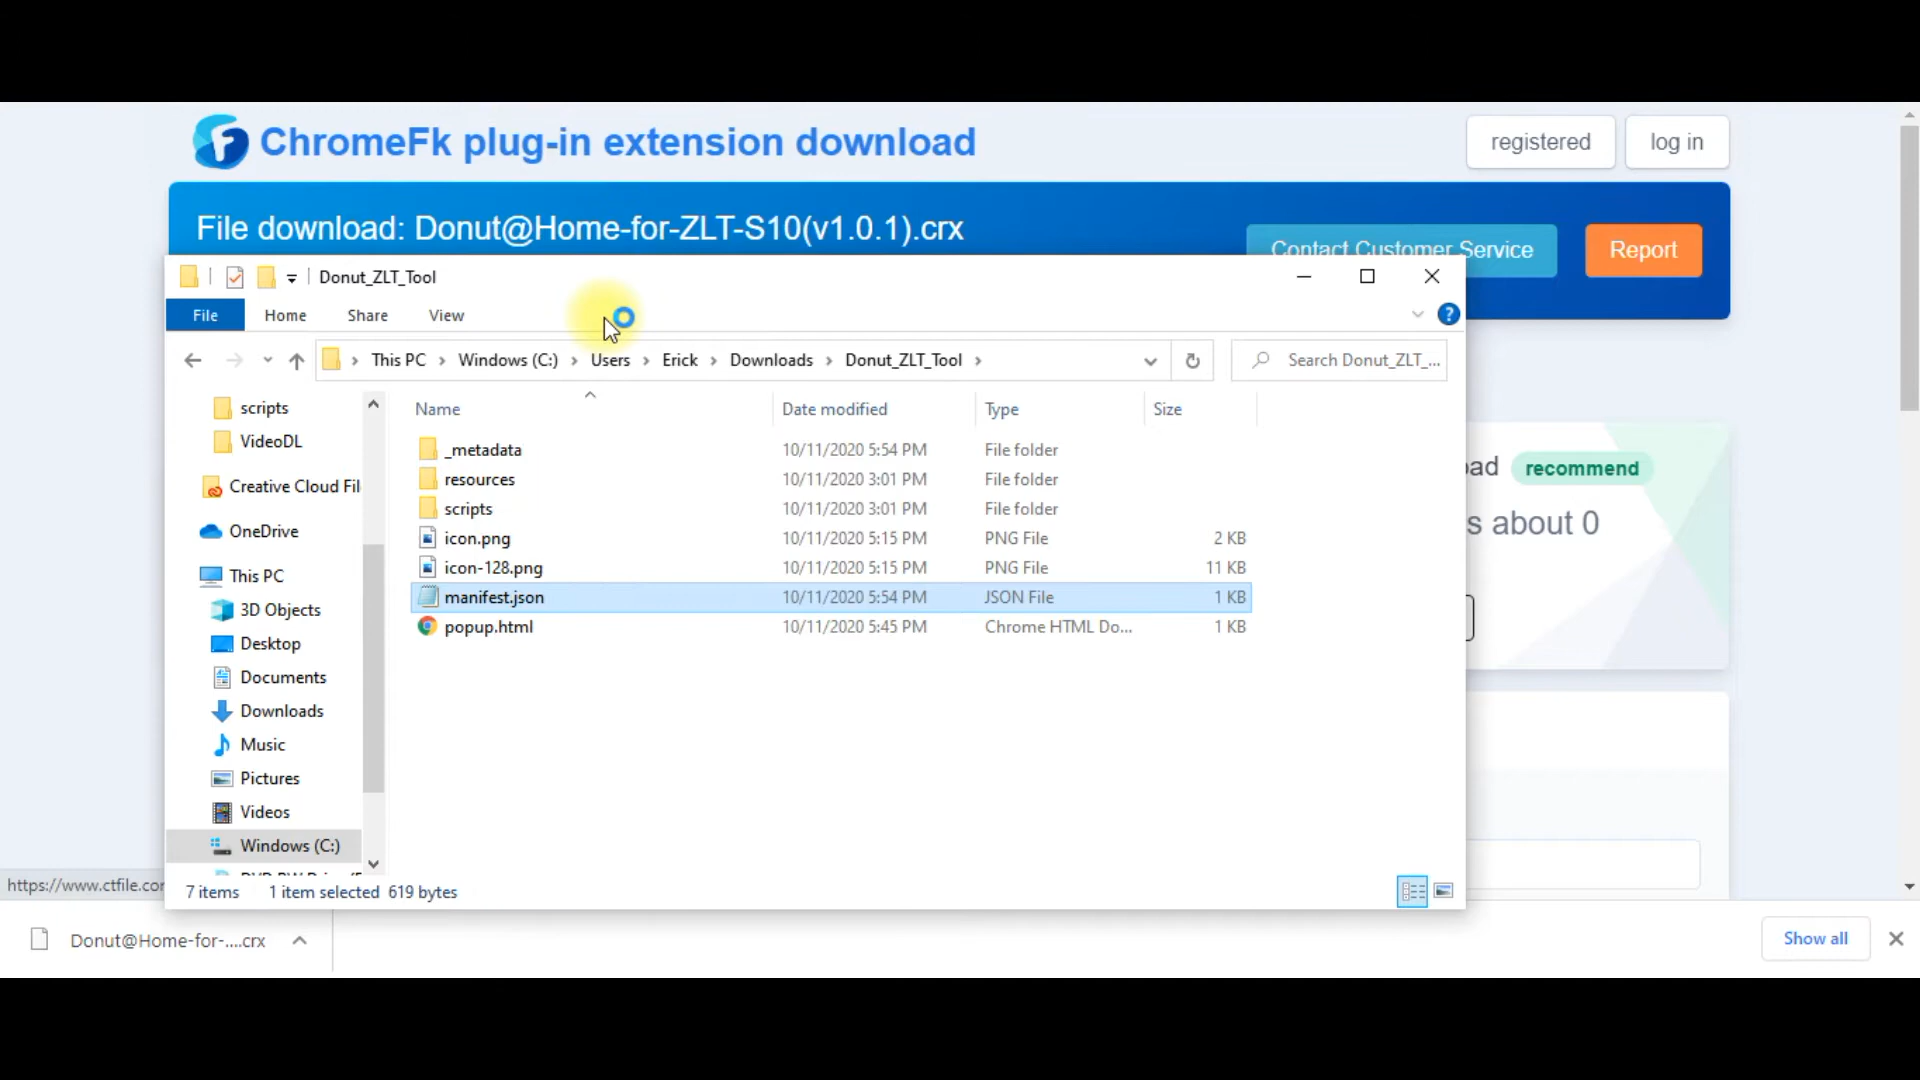 ChromeFk plug-in extension download
registered
log in
File download: Donut@Home-for-ZLT-S10(v1.0.1).crx
Contact Customer Service
Report
Donut_ZLT_Tool
File Home Share View
This PC Windows (C:) Users Erick Downloads Donut_ZLT_Tool
Search Donut_ZLT_...
scripts
VideoDL
Creative Cloud Fil
OneDrive
This PC
3D Objects
Desktop
Documents
Downloads
Music
Pictures
Videos
Windows (C:)
Name Date modified Type Size
_metadata 10/11/2020 5:54 PM File folder
resources 10/11/2020 3:01 PM File folder
scripts 10/11/2020 3:01 PM File folder
icon.png 10/11/2020 5:15 PM PNG File 2 KB
icon-128.png 10/11/2020 5:15 PM PNG File 11 KB
manifest.json 10/11/2020 5:54 PM JSON File 1 KB
popup.html 10/11/2020 5:45 PM Chrome HTML Do... 1 KB
recommend
s about 0
7 items 1 item selected 619 bytes
https://www.ctfile.co
Donut@Home-for-....crx
Show all